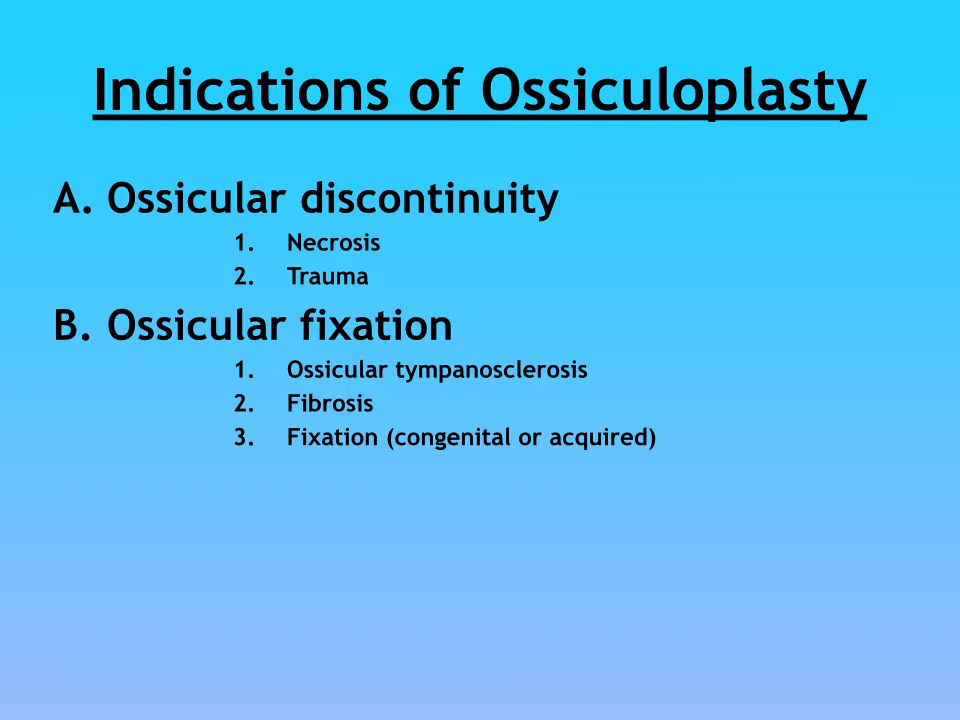 Indications of Ossiculoplasty
A. Ossicular discontinuity
1. Necrosis
2. Trauma
B. Ossicular fixation
1. Ossicular tympanosclerosis
2. Fibrosis
3. Fixation (congenital or acquired)